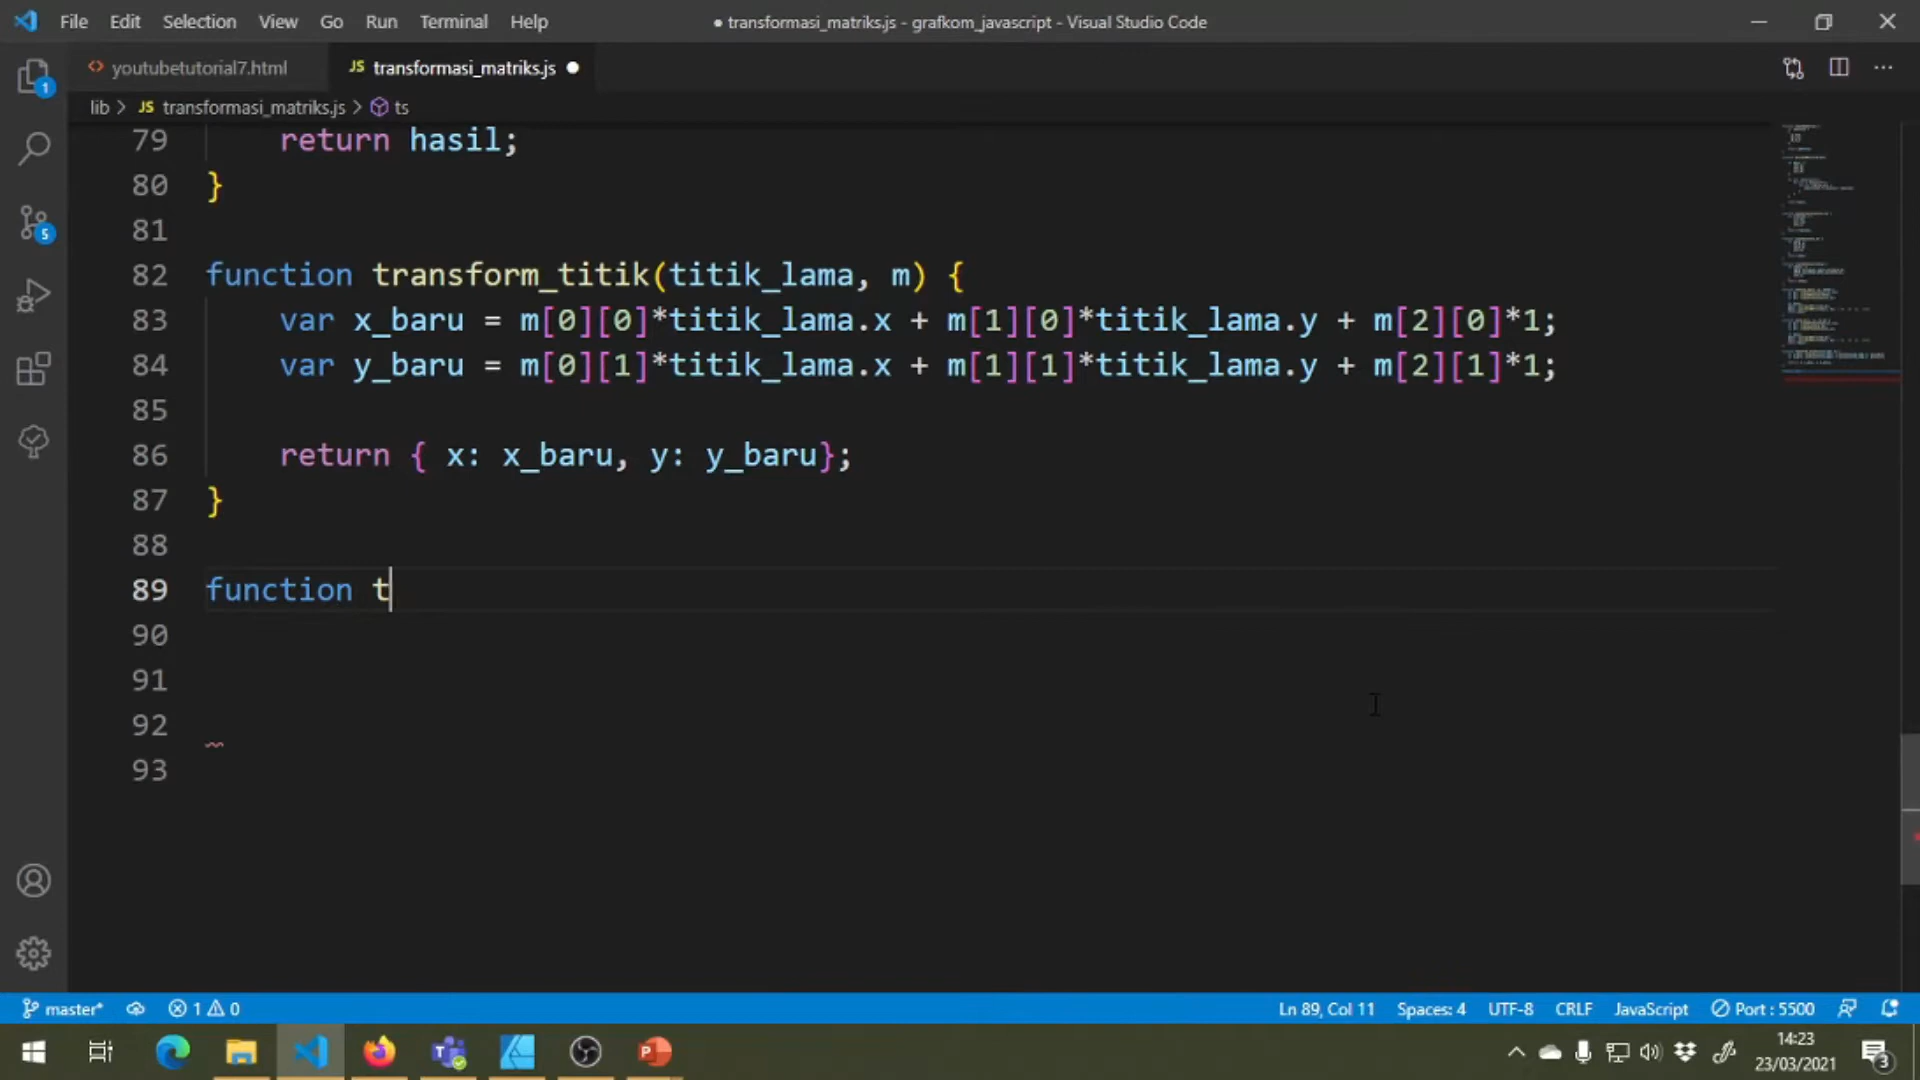 File Edit Selection View Go Run Terminal Help
● transformasi_matriks.js - grafkom_javascript - Visual Studio Code
<> youtubetutorial7.html
JS transformasi_matriks.js ●
lib > JS transformasi_matriks.js > ts
79 return hasil;
80 }
81
82 function transform_titik(titik_lama, m) {
83 var x_baru = m[0][0]*titik_lama.x + m[1][0]*titik_lama.y + m[2][0]*1;
84 var y_baru = m[0][1]*titik_lama.x + m[1][1]*titik_lama.y + m[2][1]*1;
85
86 return { x: x_baru, y: y_baru};
87 }
88
89 function t
90
91
92
93
1
5
master* 1 0
Ln 89, Col 11 Spaces: 4 UTF-8 CRLF JavaScript Port : 5500
14:23
23/03/2021
3